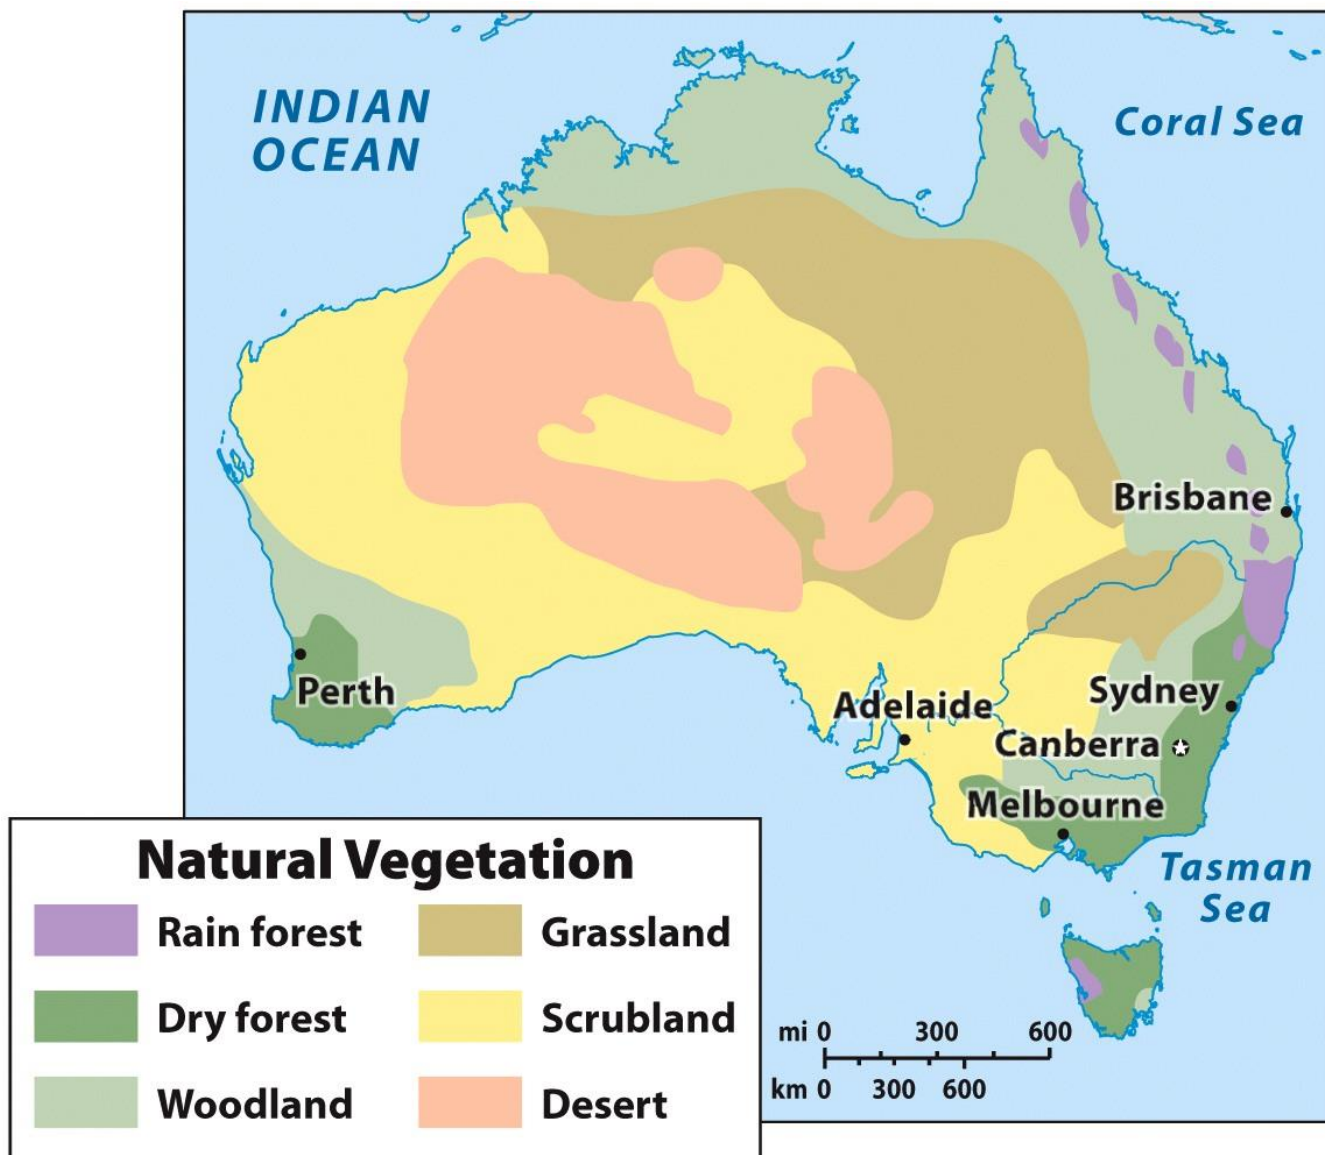 INDIAN
OCEAN
Coral Sea
Brisbane
Perth
Adelaide
Sydney
Canberra
Melbourne
Tasman
Sea
Natural Vegetation
Rain forest
Grassland
Dry forest
Scrubland
Woodland
Desert
mi 0 300 600
km 0 300 600